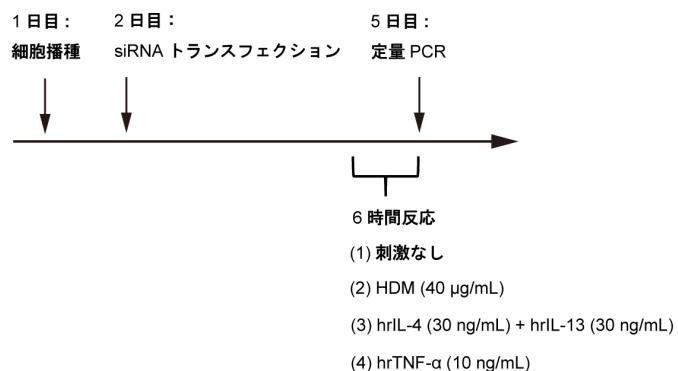 1 日目 :
細胞播種
2 日目：
siRNA トランスフェクション
5 日目 :
定量 PCR
6 時間反応
(1) 刺激なし
(2) HDM (40 µg/mL)
(3) hrIL-4 (30 ng/mL) + hrIL-13 (30 ng/mL)
(4) hrTNF-α (10 ng/mL)